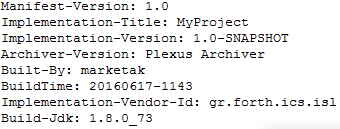 Manifest-Version: 1.0
Implementation-Title: MyProject
Implementation-Version: 1.0-SNAPSHOT
Archiver-Version: Plexus Archiver
Built-By: marketak
BuildTime: 20160617-1143
Implementation-Vendor-Id: gr.forth.ics.isl
Build-Jdk: 1.8.0_73